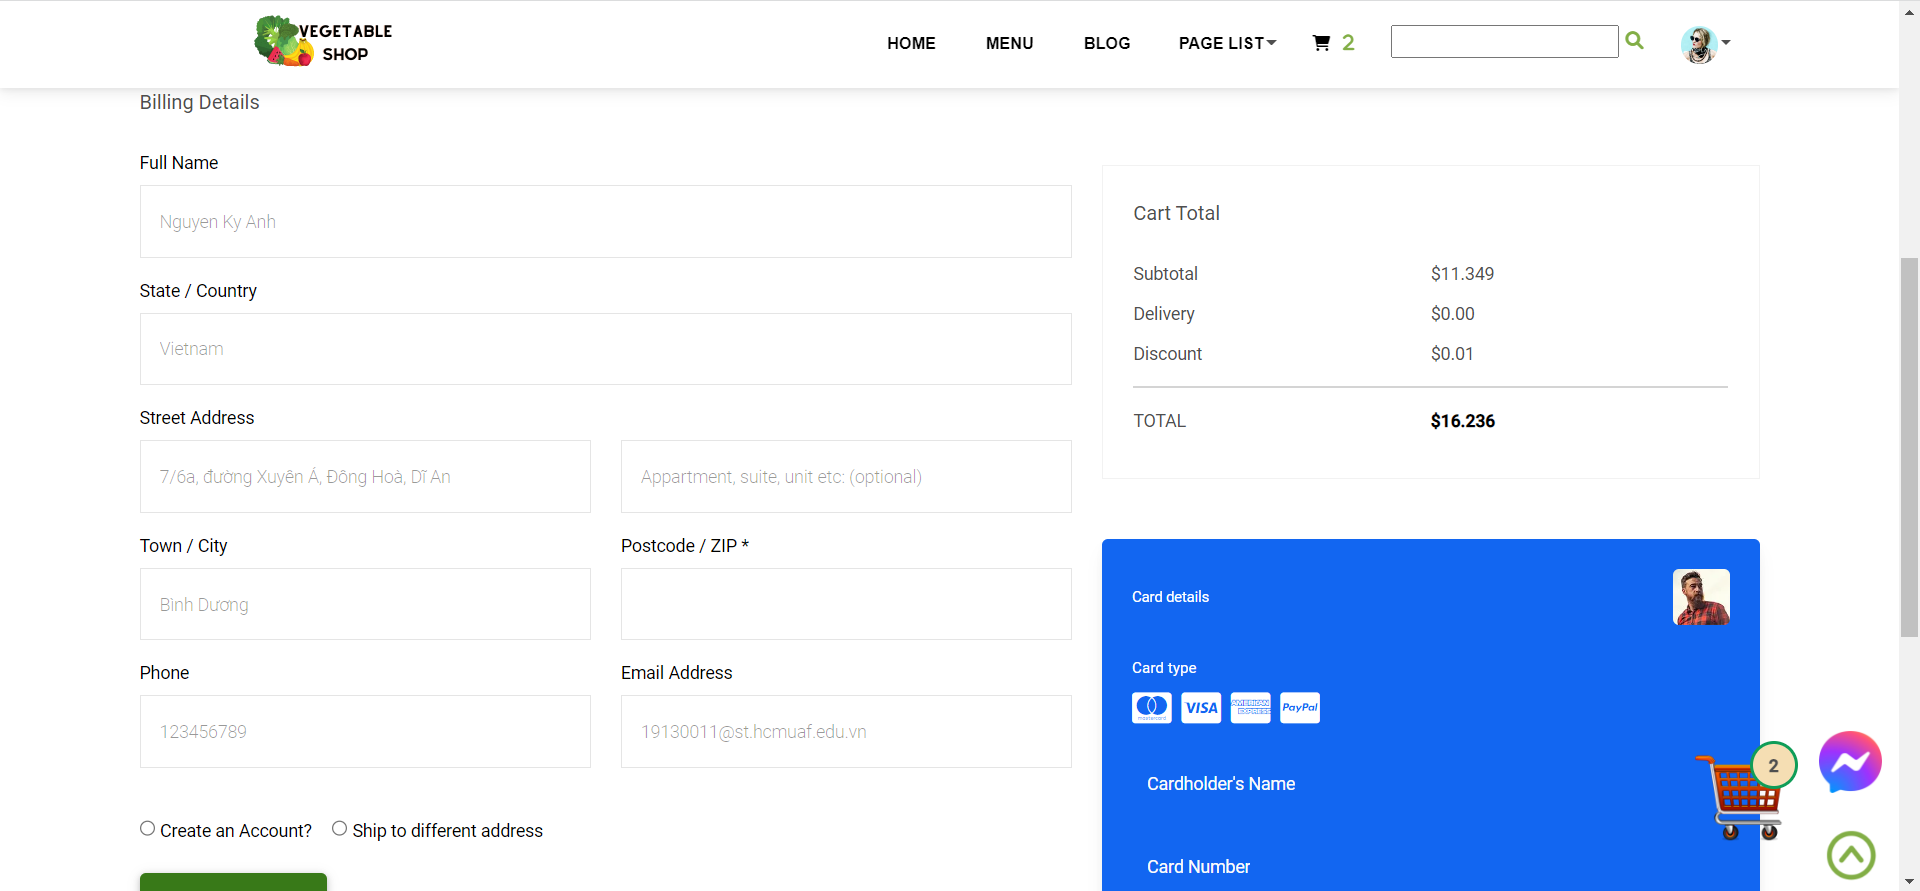 VEGETABLE
SHOP
HOME
MENU
BLOG
PAGE LIST
2
Billing Details
Full Name
Nguyen Ky Anh
State / Country
Vietnam
Street Address
7/6a, đường Xuyên Á, Đông Hoà, Dĩ An
Appartment, suite, unit etc: (optional)
Town / City
Postcode / ZIP *
Bình Dương
Phone
Email Address
123456789
19130011@st.hcmuaf.edu.vn
Create an Account?
Ship to different address
Cart Total
Subtotal $11.349
Delivery $0.00
Discount $0.01
TOTAL $16.236
Card details
Card type
mastercard
VISA
AMERICAN
EXPRESS
PayPal
Cardholder's Name
2
Card Number